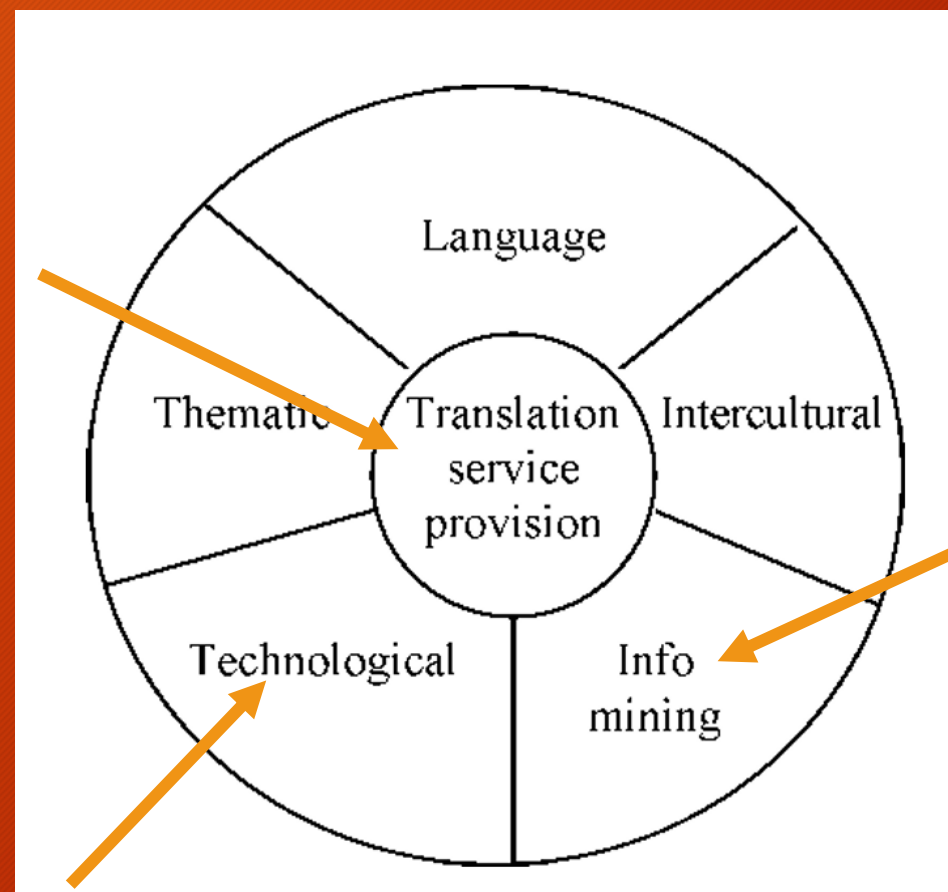 Language
Thematic
Translation
service
provision
Intercultural
Technological
Info
mining